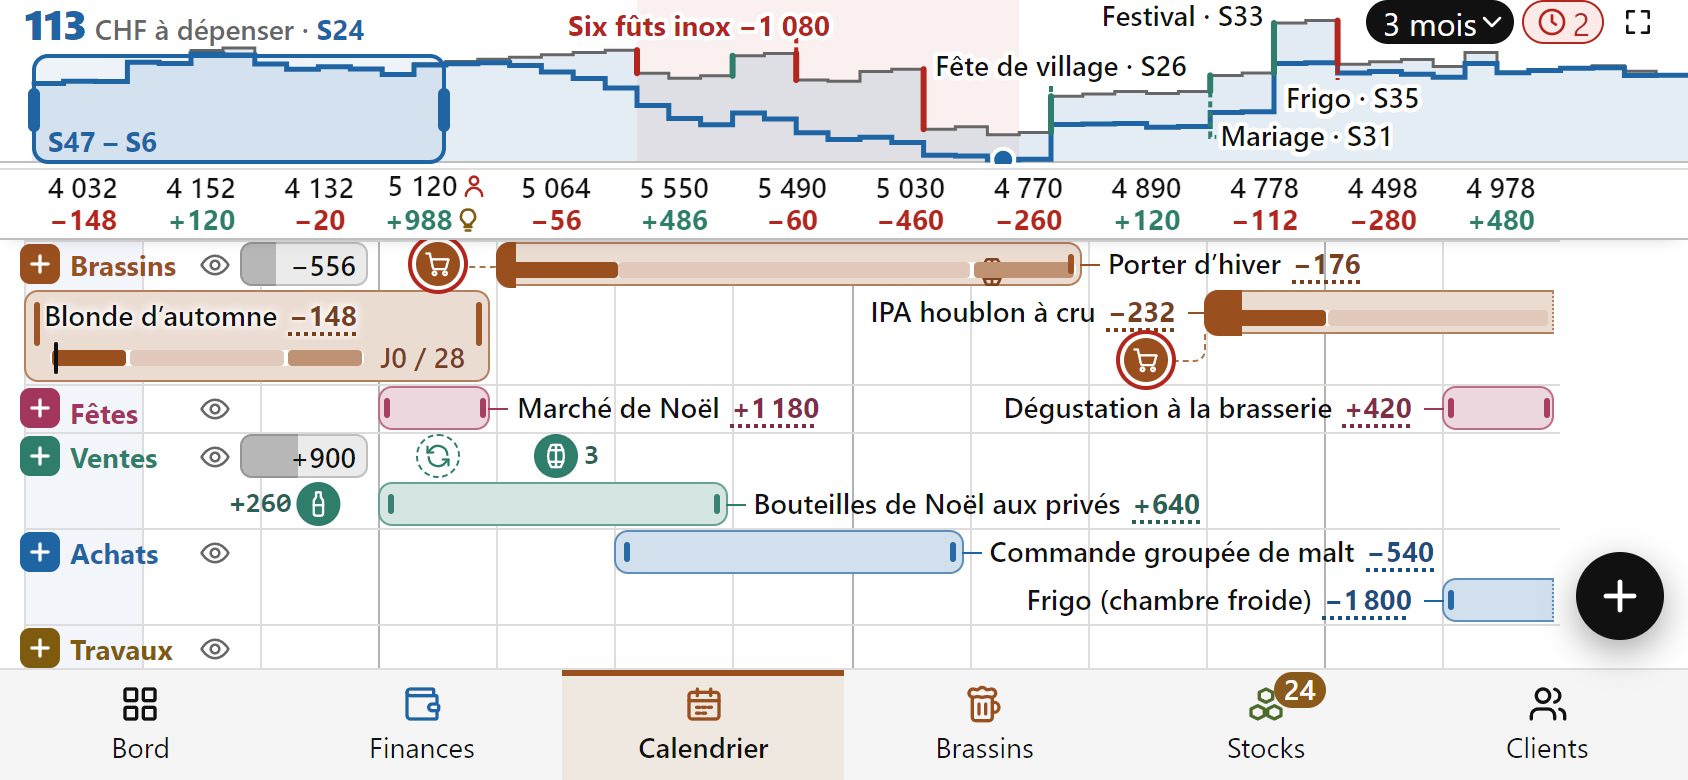 113 CHF à dépenser · S24
Six fûts inox −1 080
Festival · S33
3 mois
2
Fête de village · S26
Frigo · S35
Mariage · S31
S47 – S6
4 032 4 152 4 132 5 120 5 064 5 550 5 490 5 030 4 770 4 890 4 778 4 498 4 978
−148 +120 −20 +988 −56 +486 −60 −460 −260 +120 −112 −280 +480
Brassins −556
Porter d’hiver −176
Blonde d’automne −148
IPA houblon à cru −232
J0 / 28
Fêtes
Marché de Noël +1 180
Dégustation à la brasserie +420
Ventes +900
3
+260
Bouteilles de Noël aux privés +640
Achats
Commande groupée de malt −540
Frigo (chambre froide) −1 800
Travaux
24
Bord Finances Calendrier Brassins Stocks Clients